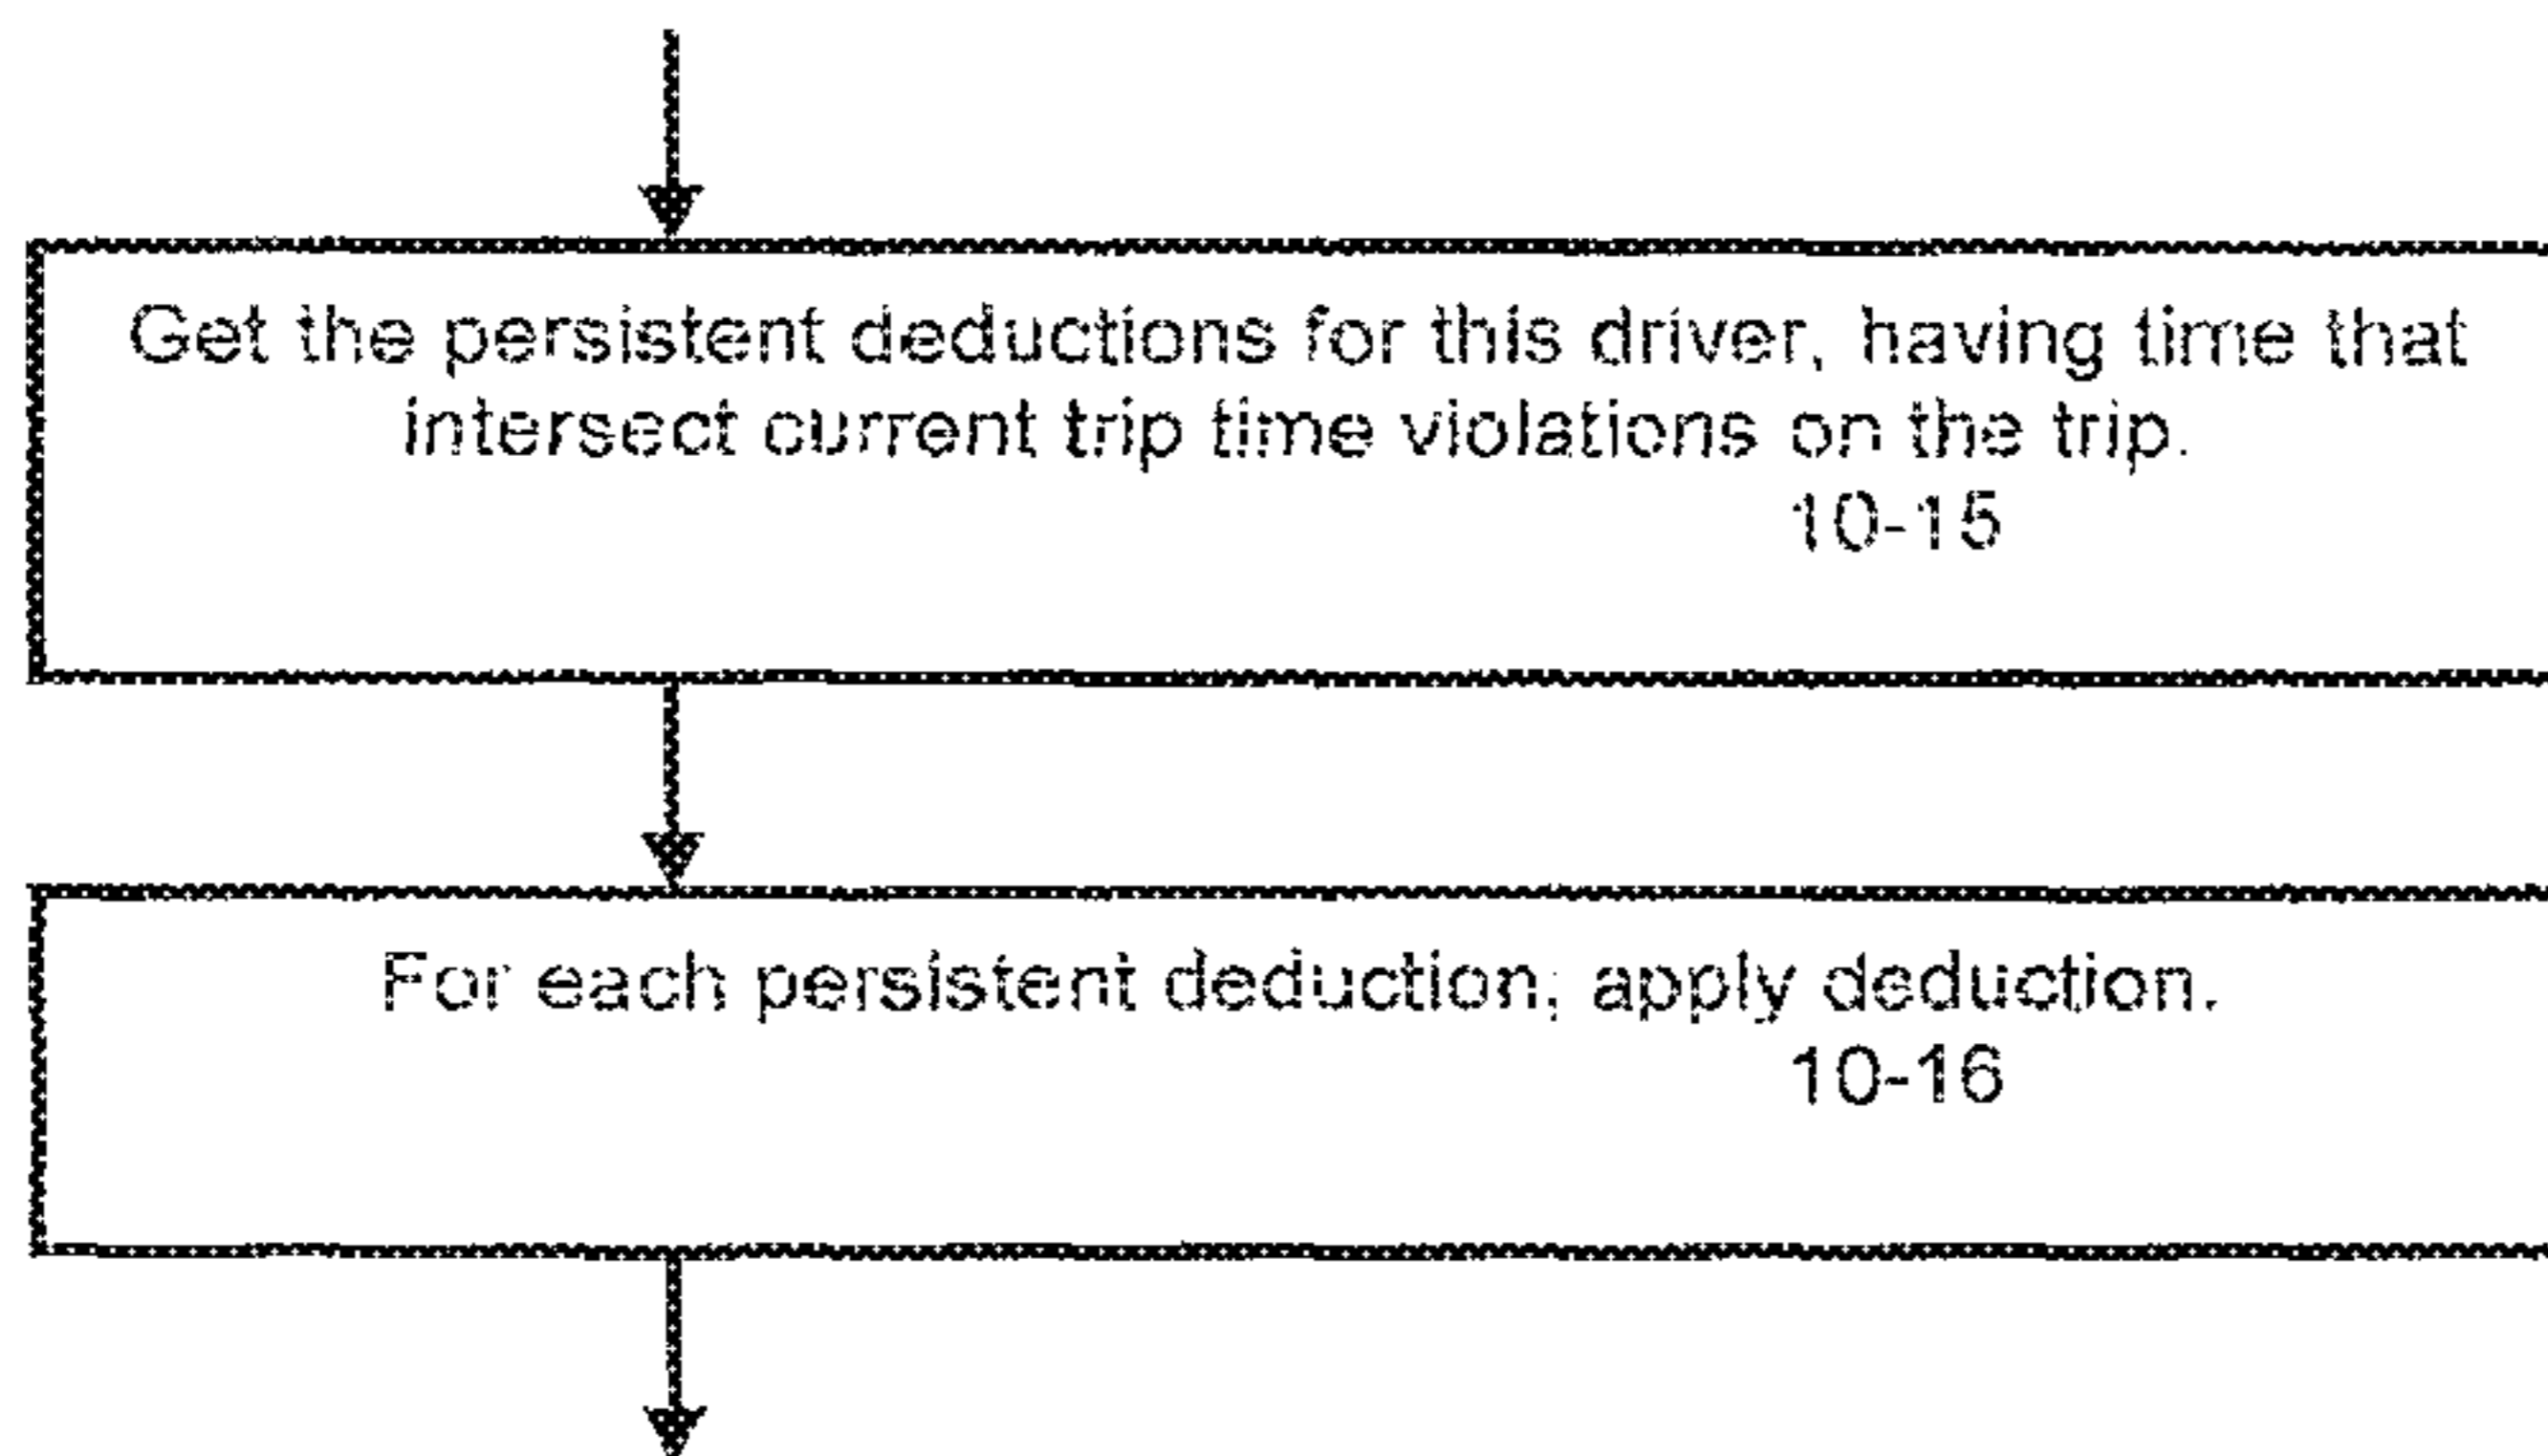 Get the persistent deductions for this driver, having time that
intersect current trip time violations on the trip.
10-15
For each persistent deduction, apply deduction.
10-16